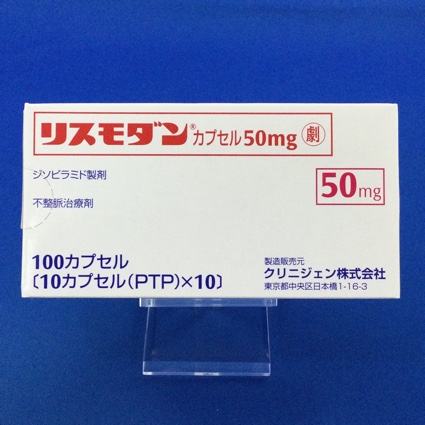 リスモダン® カプセル50mg 劇
ジソピラミド製剤
50mg
不整脈治療剤
100カプセル
〔10カプセル(PTP)×10〕
製造販売元
クリニジェン株式会社
東京都中央区日本橋1-16-3